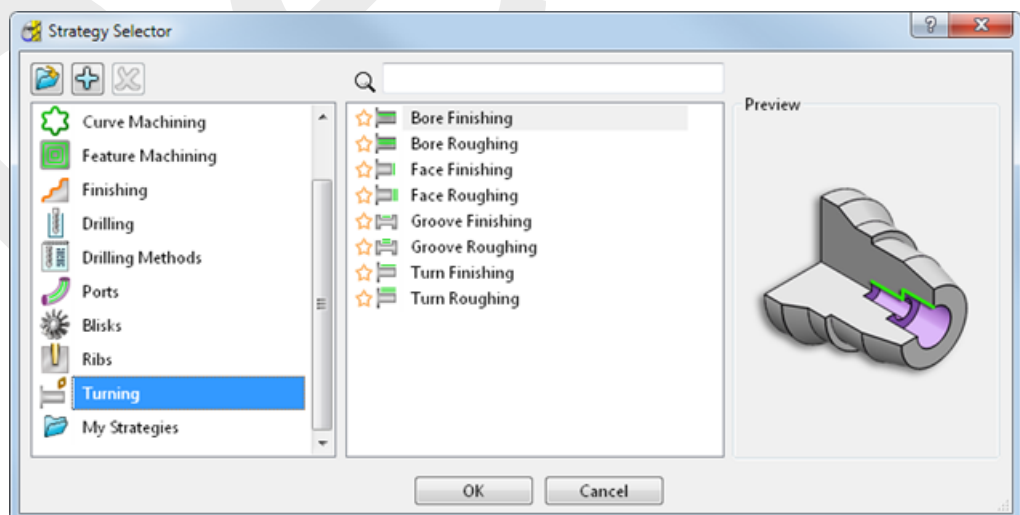 Strategy Selector
Curve Machining
Feature Machining
Finishing
Drilling
Drilling Methods
Ports
Blisks
Ribs
Turning
My Strategies
Bore Finishing
Bore Roughing
Face Finishing
Face Roughing
Groove Finishing
Groove Roughing
Turn Finishing
Turn Roughing
Preview
OK
Cancel